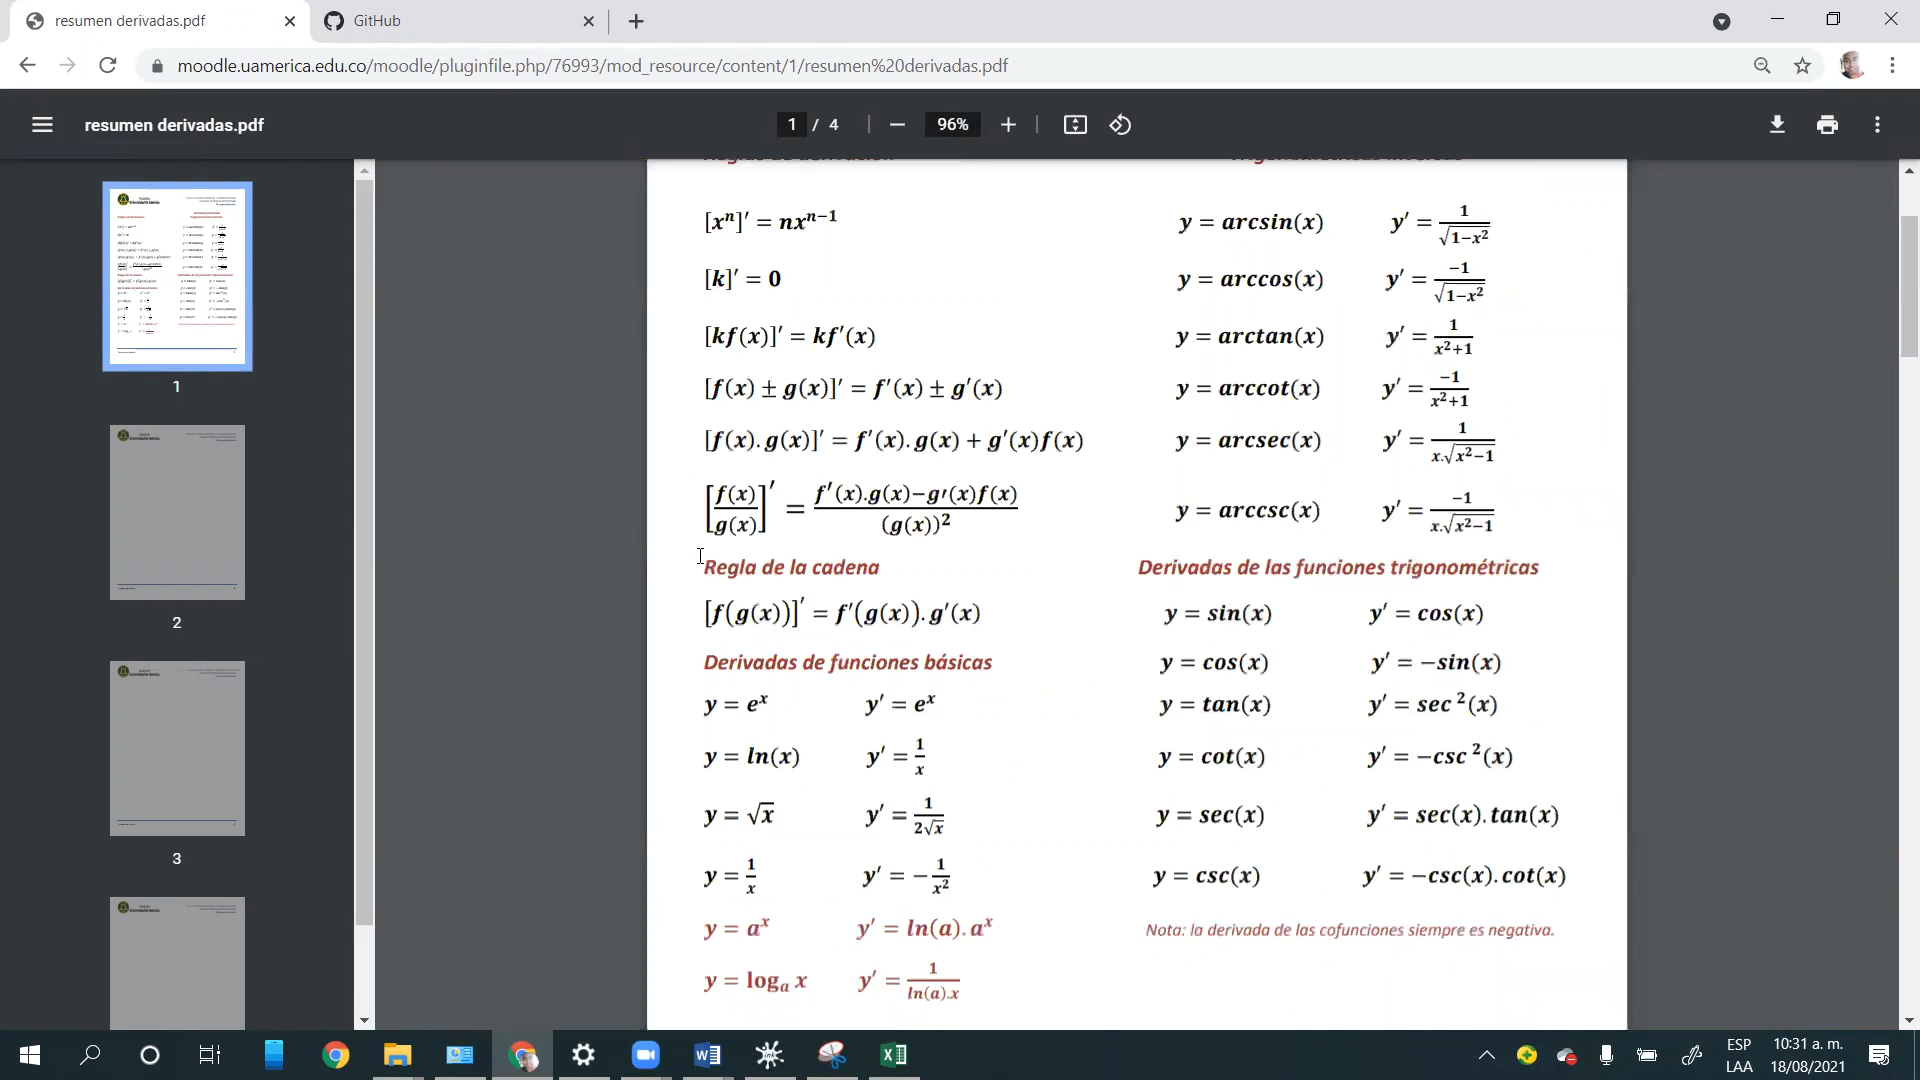 resumen derivadas.pdf
GitHub
moodle.uamerica.edu.co/moodle/pluginfile.php/76993/mod_resource/content/1/resumen%20derivadas.pdf
resumen derivadas.pdf
1 / 4
96%
1
2
3
[xⁿ]′ = nxⁿ⁻¹
[k]′ = 0
[kf(x)]′ = kf′(x)
[f(x) ± g(x)]′ = f′(x) ± g′(x)
[f(x).g(x)]′ = f′(x).g(x) + g′(x)f(x)
[f(x)/g(x)]′ = f′(x).g(x)−g′(x)f(x)/(g(x))²
Regla de la cadena
[f(g(x))]′ = f′(g(x)).g′(x)
Derivadas de funciones básicas
y = eˣ y′ = eˣ
y = ln(x) y′ = 1/x
y = √x y′ = 1/2√x
y = 1/x y′ = −1/x²
y = aˣ y′ = ln(a).aˣ
y = logₐ x y′ = 1/ln(a).x
y = arcsin(x) y′ = 1/√1−x²
y = arccos(x) y′ = −1/√1−x²
y = arctan(x) y′ = 1/x²+1
y = arccot(x) y′ = −1/x²+1
y = arcsec(x) y′ = 1/x.√x²−1
y = arccsc(x) y′ = −1/x.√x²−1
Derivadas de las funciones trigonométricas
y = sin(x) y′ = cos(x)
y = cos(x) y′ = −sin(x)
y = tan(x) y′ = sec²(x)
y = cot(x) y′ = −csc²(x)
y = sec(x) y′ = sec(x).tan(x)
y = csc(x) y′ = −csc(x).cot(x)
Nota: la derivada de las cofunciones siempre es negativa.
ESP
LAA
10:31 a. m.
18/08/2021